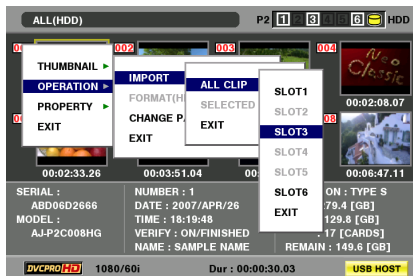 ALL(HDD) P2 1 2 3 4 5 6 HDD
002 003 004
THUMBNAIL
OPERATION
PROPERTY
EXIT
IMPORT
FORMAT(H
CHANGE P
EXIT
ALL CLIP
SELECTED
EXIT
SLOT1
SLOT2
SLOT3
SLOT4
SLOT5
SLOT6
EXIT
Neo
Classic
00:02:08.07
08
00:02:33.26 00:03:51.04 00: 00:06:47.11
SERIAL :
ABD06D2666
MODEL :
AJ-P2C008HG
NUMBER : 1
DATE : 2007/APR/26
TIME : 18:19:48
VERIFY : ON/FINISHED
NAME : SAMPLE NAME
ON : TYPE S
:79.4 [GB]
129.8 [GB]
:17 [CARDS]
REMAIN : 149.6 [GB]
DVCPRO HD 1080/60i Dur : 00:00:30.03 USB HOST